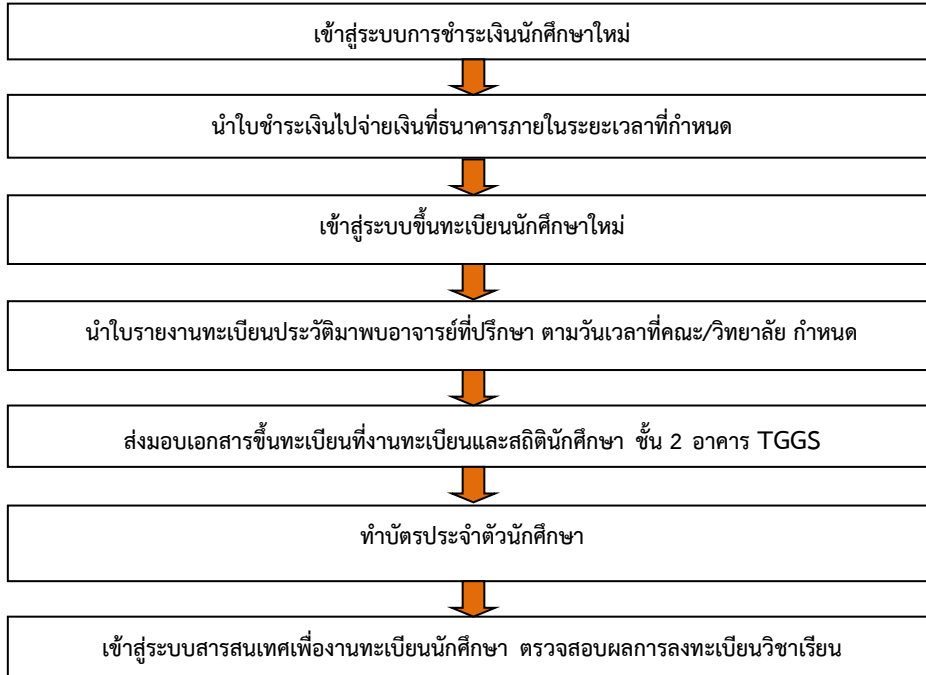 เข้าสู่ระบบการชำระเงินนักศึกษาใหม่
นำใบชำระเงินไปจ่ายเงินที่ธนาคารภายในระยะเวลาที่กำหนด
เข้าสู่ระบบขึ้นทะเบียนนักศึกษาใหม่
นำใบรายงานทะเบียนประวัติมาพบอาจารย์ที่ปรึกษา ตามวันเวลาที่คณะ/วิทยาลัย กำหนด
ส่งมอบเอกสารขึ้นทะเบียนที่งานทะเบียนและสถิตินักศึกษา ชั้น 2 อาคาร TGGS
ทำบัตรประจำตัวนักศึกษา
เข้าสู่ระบบสารสนเทศเพื่องานทะเบียนนักศึกษา ตรวจสอบผลการลงทะเบียนวิชาเรียน